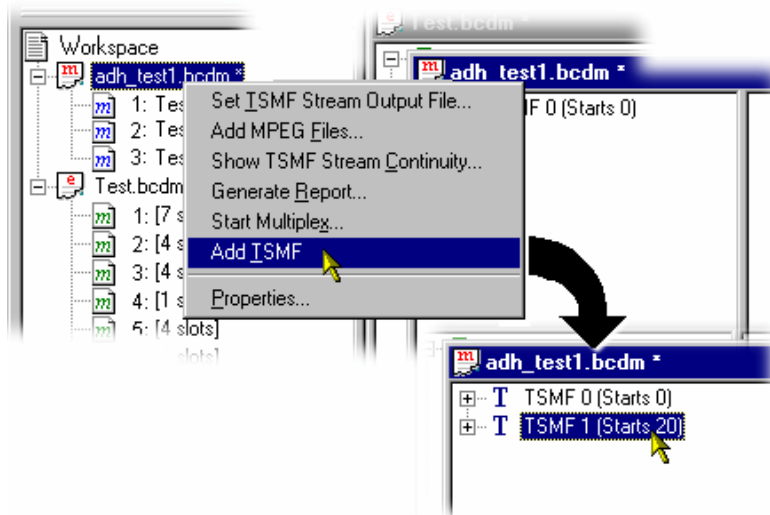 Workspace
adh_test1.bcdm *
1: Tes
2: Tes
3: Tes
Test.bcdm
1: [7 s
2: [4 s
3: [4 s
4: [1 s
5: [4 slots]
slots]
Set TSMF Stream Output File...
Add MPEG Files...
Show TSMF Stream Continuity...
Generate Report...
Start Multiplex...
Add TSMF
Properties...
Test.bcdm *
adh_test1.bcdm *
MF 0 (Starts 0)
adh_test1.bcdm *
T TSMF 0 (Starts 0)
T TSMF 1 (Starts 20)